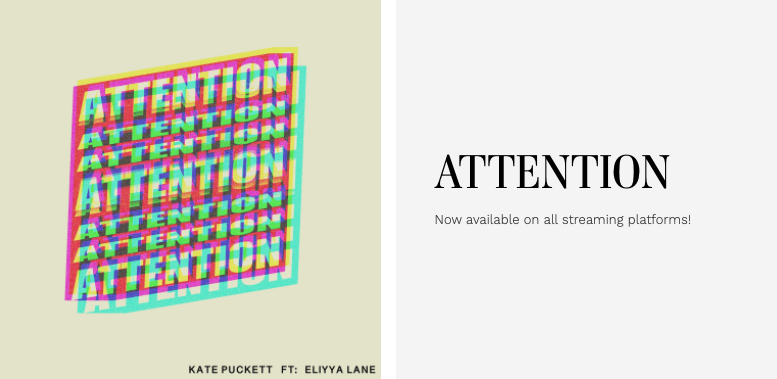 ATTENTION
ATTENTION
ATTENTION
ATTENTION
ATTENTION
ATTENTION
ATTENTION
KATE PUCKETT FT: ELIYYA LANE
ATTENTION
Now available on all streaming platforms!